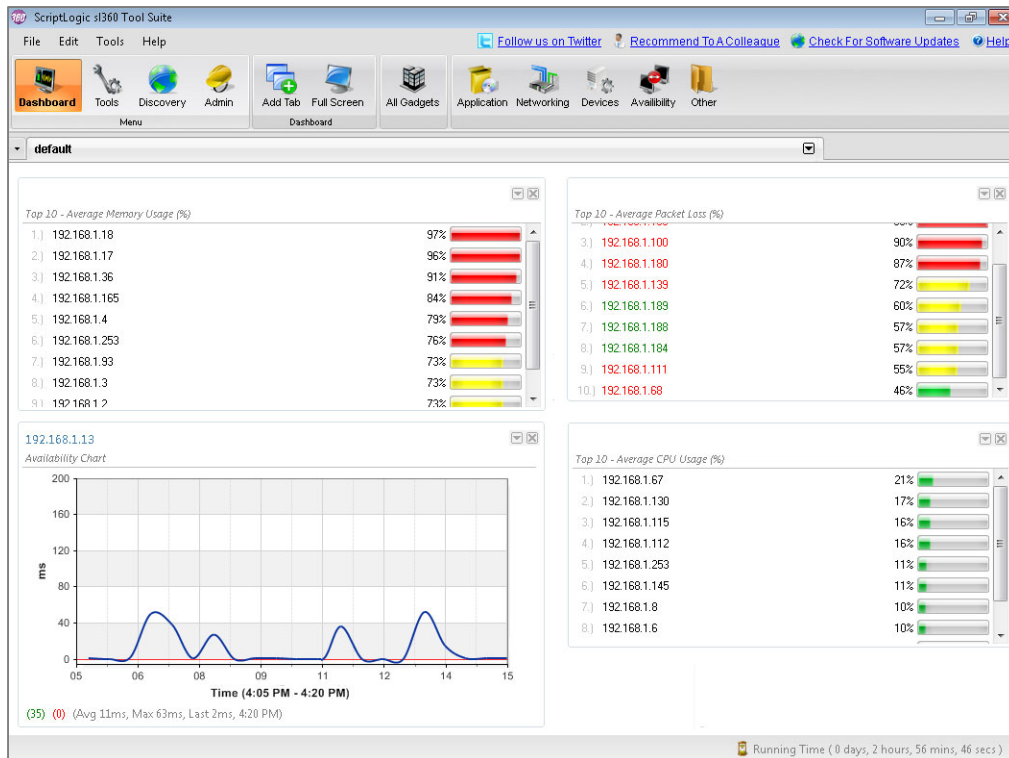 ScriptLogic sl360 Tool Suite
File Edit Tools Help
Follow us on Twitter Recommend To A Colleague Check For Software Updates Help
Dashboard Tools Discovery Admin Add Tab Full Screen All Gadgets Application Networking Devices Availibility Other
Menu Dashboard
default
Top 10 - Average Memory Usage (%)
1.) 192.168.1.18 97%
2.) 192.168.1.17 96%
3.) 192.168.1.36 91%
4.) 192.168.1.165 84%
5.) 192.168.1.4 79%
6.) 192.168.1.253 76%
7.) 192.168.1.93 73%
8.) 192.168.1.3 73%
9.) 192.168.1.2 73%
Top 10 - Average Packet Loss (%)
3.) 192.168.1.100 90%
4.) 192.168.1.180 87%
5.) 192.168.1.139 72%
6.) 192.168.1.189 60%
7.) 192.168.1.188 57%
8.) 192.168.1.184 57%
9.) 192.168.1.111 55%
10.) 192.168.1.68 46%
192.168.1.13
Availability Chart
200
160
120
80
40
0
ms
05 06 08 09 11 12 14 15
Time (4:05 PM - 4:20 PM)
(35) (0) (Avg 11ms, Max 63ms, Last 2ms, 4:20 PM)
Top 10 - Average CPU Usage (%)
1.) 192.168.1.67 21%
2.) 192.168.1.130 17%
3.) 192.168.1.115 16%
4.) 192.168.1.112 16%
5.) 192.168.1.253 11%
6.) 192.168.1.145 11%
7.) 192.168.1.8 10%
8.) 192.168.1.6 10%
Running Time ( 0 days, 2 hours, 56 mins, 46 secs )